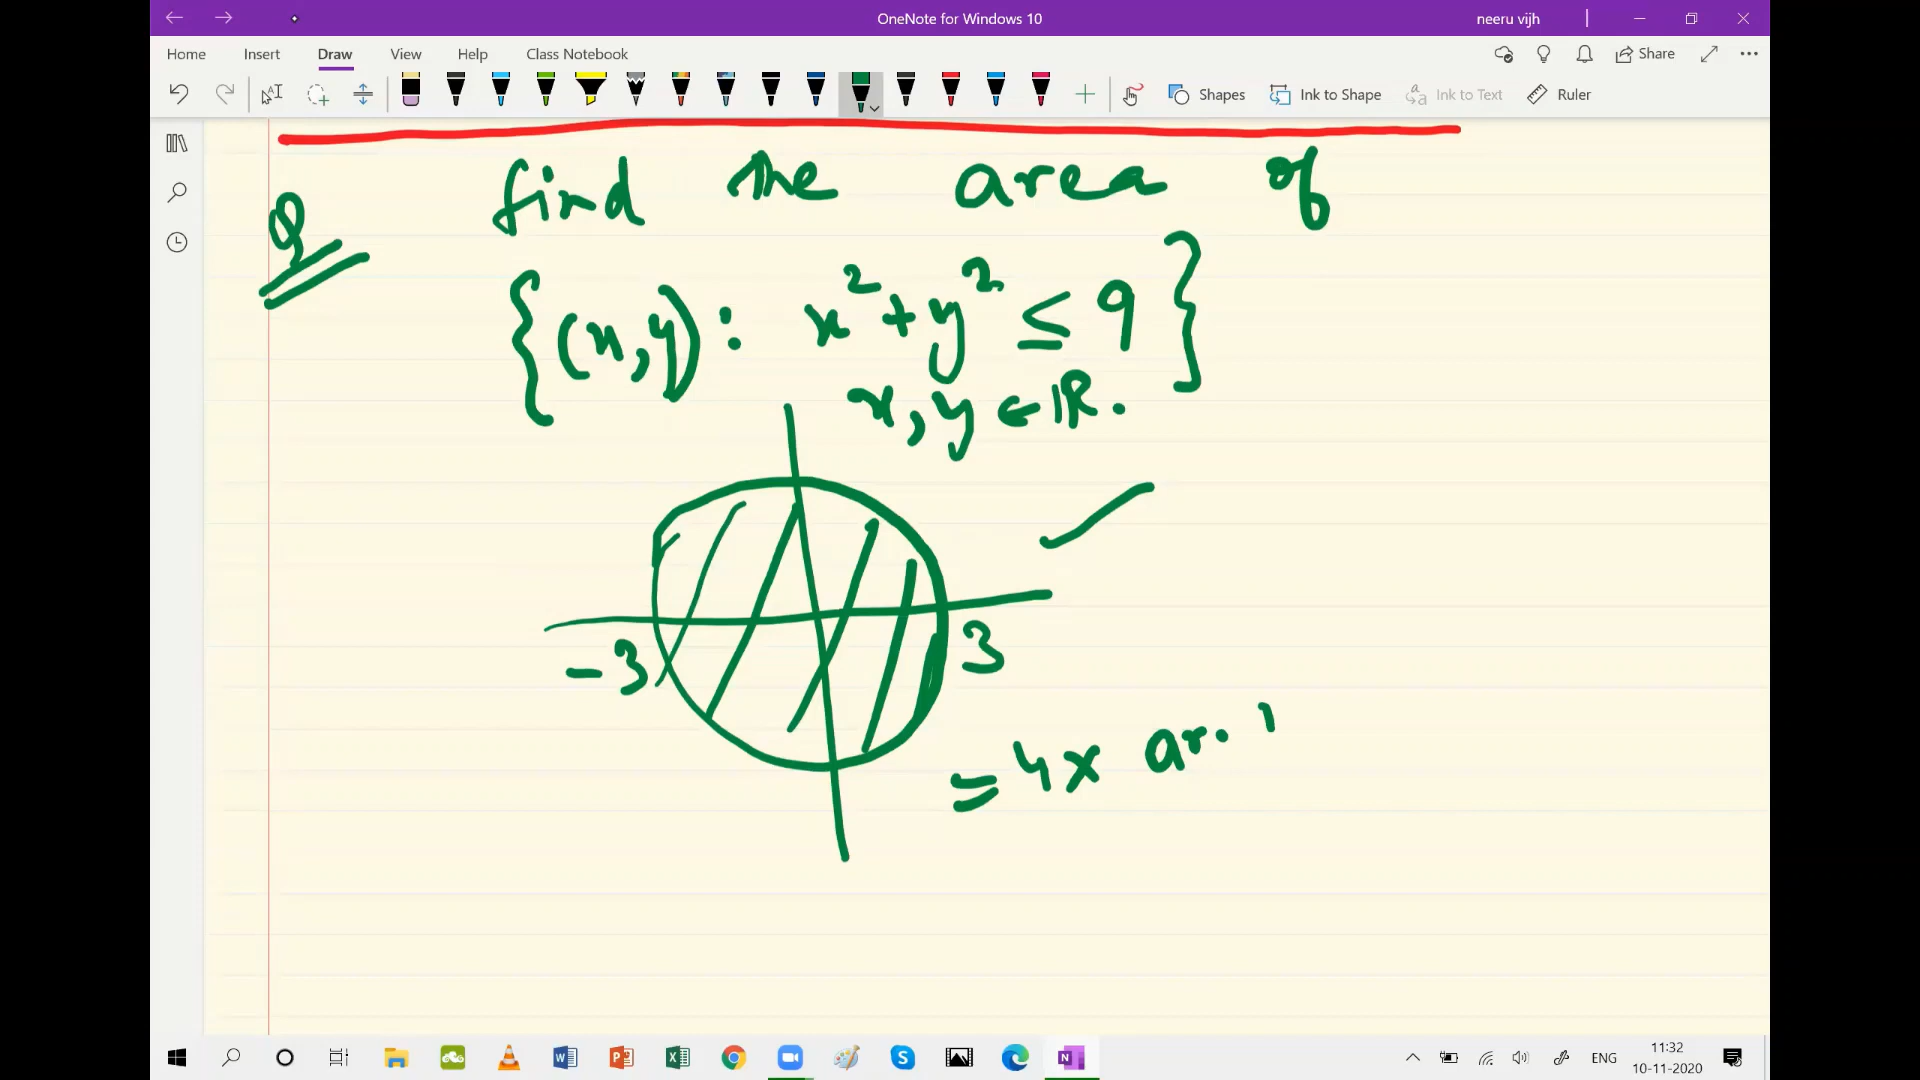 OneNote for Windows 10
neeru vijh
Home Insert Draw View Help Class Notebook
Share
Shapes Ink to Shape Ink to Text Ruler
Q find the area of
{(x,y): x²+y² ≤ 9}
x, y ∈ ℝ.
-3 3
= 4 x ar.
ENG
11:32
10-11-2020